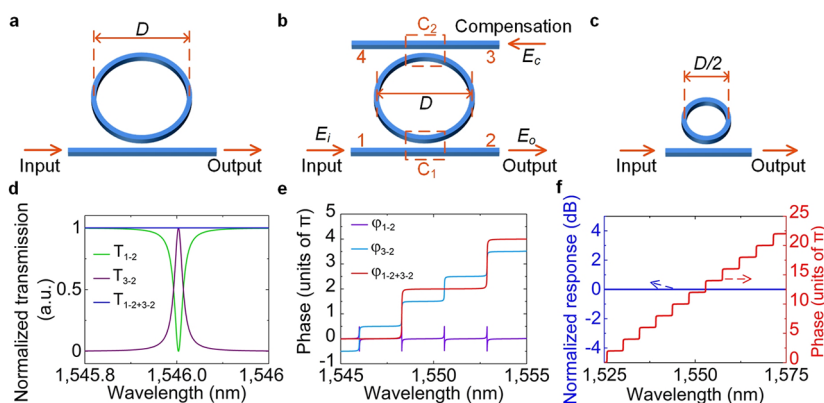 a
b
c
D
C₂
Compensation
4
3
E_c
D
D/2
E_i
1
2
E_o
Input
Output
Input
C₁
Output
Input
Output
d
e
f
Normalized transmission (a.u.)
1
0.5
0
T₁₋₂
T₃₋₂
T₁₋₂₊₃₋₂
1,545.8
1,546.0
1,546
Wavelength (nm)
Phase (units of π)
5
4
3
2
1
0
-1
φ₁₋₂
φ₃₋₂
φ₁₋₂₊₃₋₂
1,545
1,550
1,555
Wavelength (nm)
Normalized response (dB)
4
2
0
-2
-4
25
20
15
10
5
0
Phase (units of π)
1,525
1,550
1,575
Wavelength (nm)